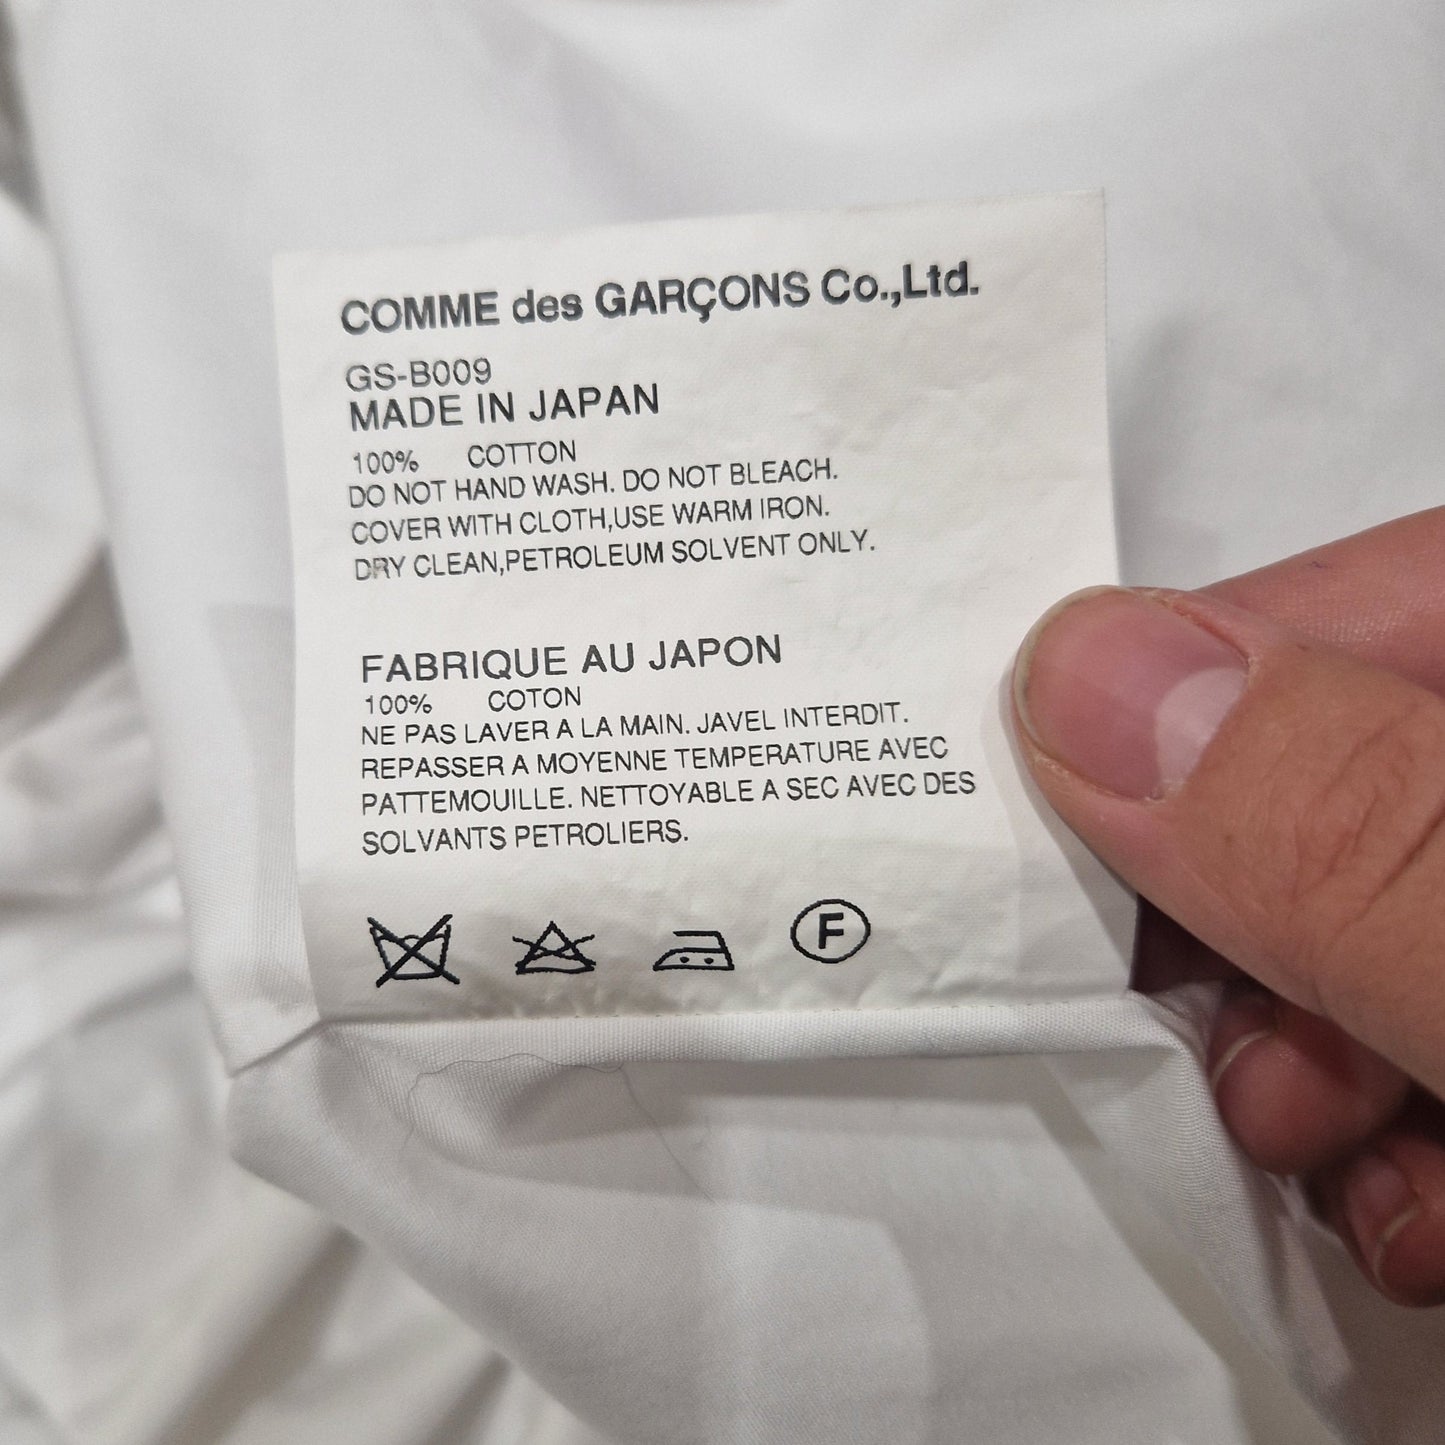 COMME des GARÇONS Co.,Ltd.
GS-B009
MADE IN JAPAN
100% COTTON
DO NOT HAND WASH. DO NOT BLEACH.
COVER WITH CLOTH,USE WARM IRON.
DRY CLEAN,PETROLEUM SOLVENT ONLY.
FABRIQUE AU JAPON
100% COTON
NE PAS LAVER A LA MAIN. JAVEL INTERDIT.
REPASSER A MOYENNE TEMPERATURE AVEC
PATTEMOUILLE. NETTOYABLE A SEC AVEC DES
SOLVANTS PETROLIERS.
F